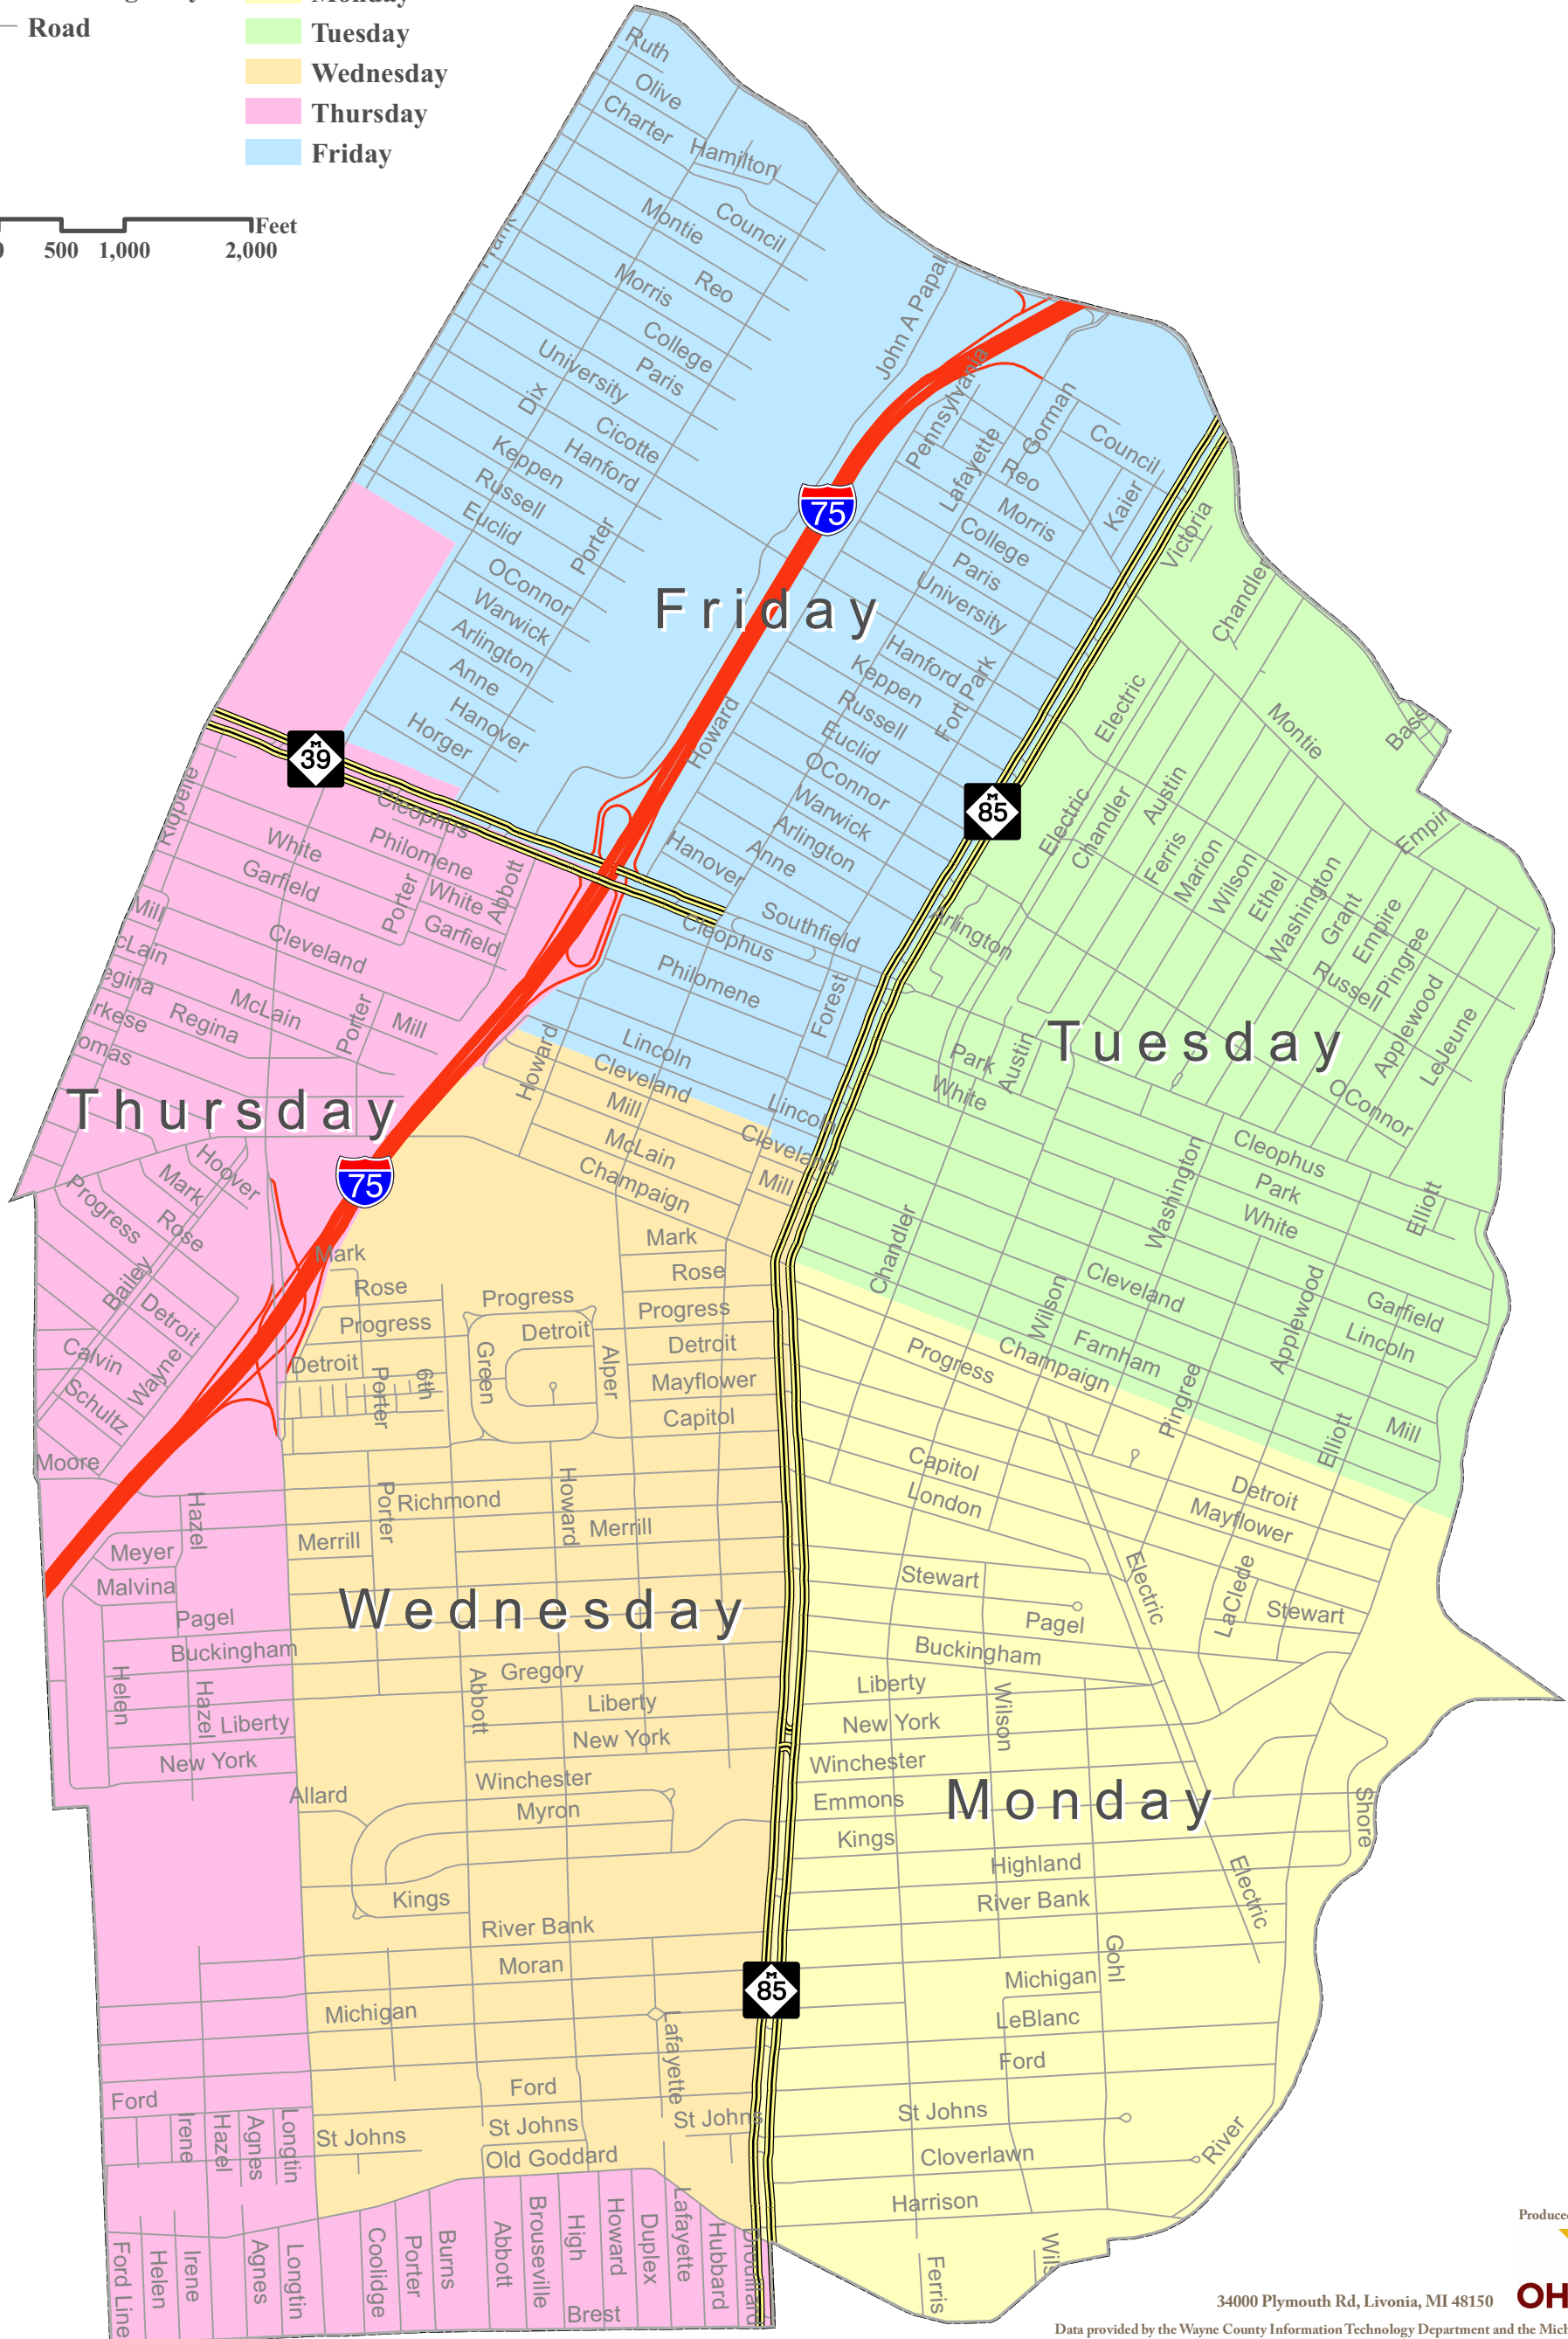 Road
Tuesday
Wednesday
Thursday
Friday
Feet
500 1,000 2,000
Ruth
Olive
Charter
Hamilton
Montie
Council
Morris
Reo
John A Papal
College
Paris
University
Dix
Cicotte
Hanford
Keppen
Russell
Euclid
Porter
OConnor
Warwick
Arlington
Anne
Hanover
Horger
Pennsylvania
Gorman
Lafayette
Council
Reo
Kaier
Morris
College
Paris
University
Hanford
Keppen
Fort Park
Russell
Euclid
OConnor
Warwick
Arlington
Anne
Hanover
Howard
Southfield
Cleophus
Philomene
Forest
Lincoln
Cleveland
Lincoln
Cleveland
75
Friday
M
39
M
85
Victoria
Chandler
Electric
Montie
Electric
Chandler
Austin
Ferris
Marion
Wilson
Ethel
Washington
Grant
Empire
Pingree
Russell
Applewood
LeJeune
OConnor
Arlington
Tuesday
Park
Austin
White
Cleophus
Park
White
Elliott
Washington
Chandler
Wilson
Cleveland
Applewood
Garfield
Lincoln
Farnham
Champaign
Progress
Pingree
Elliott
Mill
Cleophus
Philomene
White
White
Garfield
Porter
Abbott
Garfield
Mill
Cleveland
McLain
Regina
Porter
Mill
Thursday
75
Hoover
Mark
Progress
Rose
Bailey
Detroit
Calvin
Wayne
Schultz
Moore
Hazel
Meyer
Malvina
Pagel
Buckingham
Helen
Hazel
Liberty
New York
Ford
Irene
Hazel
Agnes
Longtin
Howard
Mill
McLain
Champaign
Mill
Mark
Mark
Rose
Rose
Progress
Progress
Progress
Detroit
Detroit
Detroit
Green
Alper
Porter
6th
Mayflower
Capitol
Porter
Richmond
Howard
Merrill
Merrill
Wednesday
Gregory
Abbott
Liberty
New York
Allard
Winchester
Myron
Kings
River Bank
Moran
Michigan
Lafayette
Ford
St Johns
St Johns
St Johns
Old Goddard
M
85
Detroit
Mayflower
Capitol
London
Electric
LaClede
Stewart
Stewart
Pagel
Buckingham
Liberty
Wilson
New York
Winchester
Emmons
Monday
Shore
Kings
Highland
Electric
River Bank
Gohl
Michigan
LeBlanc
Ford
St Johns
Cloverlawn
River
Harrison
Ferris
Ford Line
Helen
Irene
Agnes
Longtin
Coolidge
Porter
Burns
Abbott
Brouseville
High
Howard
Duplex
Lafayette
Hubbard
Brest
34000 Plymouth Rd, Livonia, MI 48150
Data provided by the Wayne County Information Technology Department and the